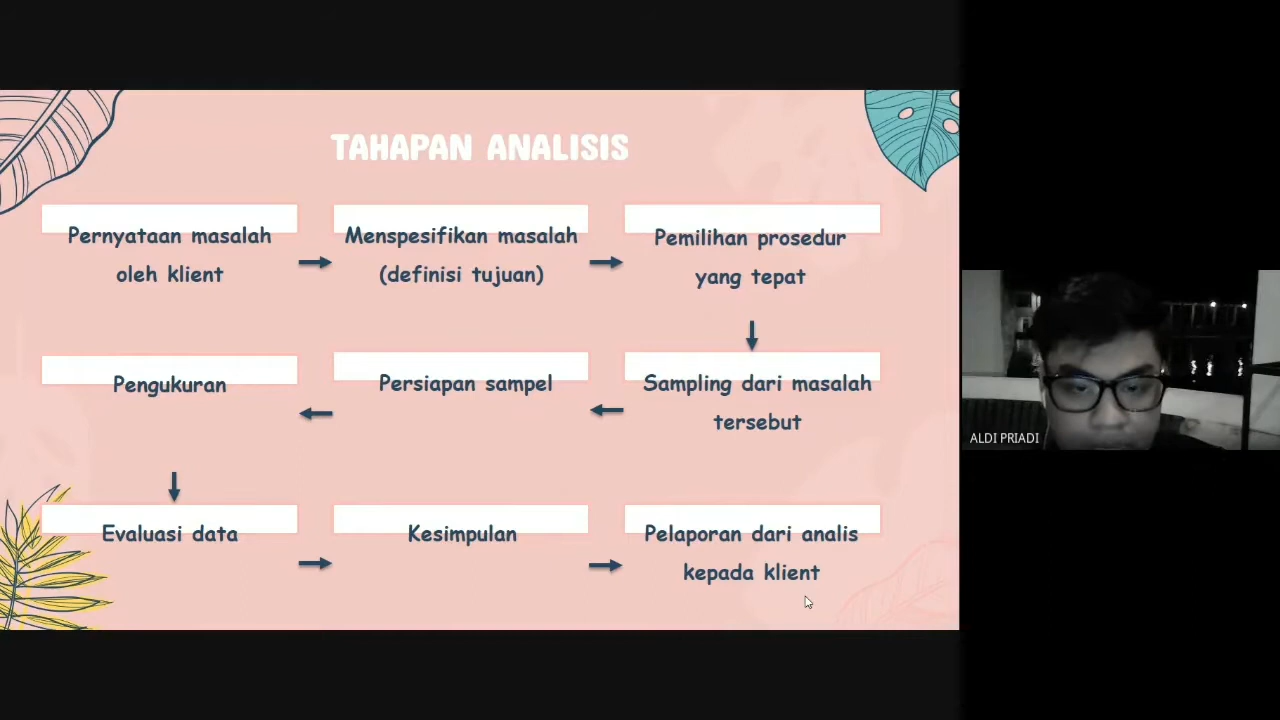 TAHAPAN ANALISIS
Pernyataan masalah
oleh klient
Menspesifikan masalah
(definisi tujuan)
Pemilihan prosedur
yang tepat
Sampling dari masalah
tersebut
Persiapan sampel
Pengukuran
Evaluasi data
Kesimpulan
Pelaporan dari analis
kepada klient
ALDI PRIADI